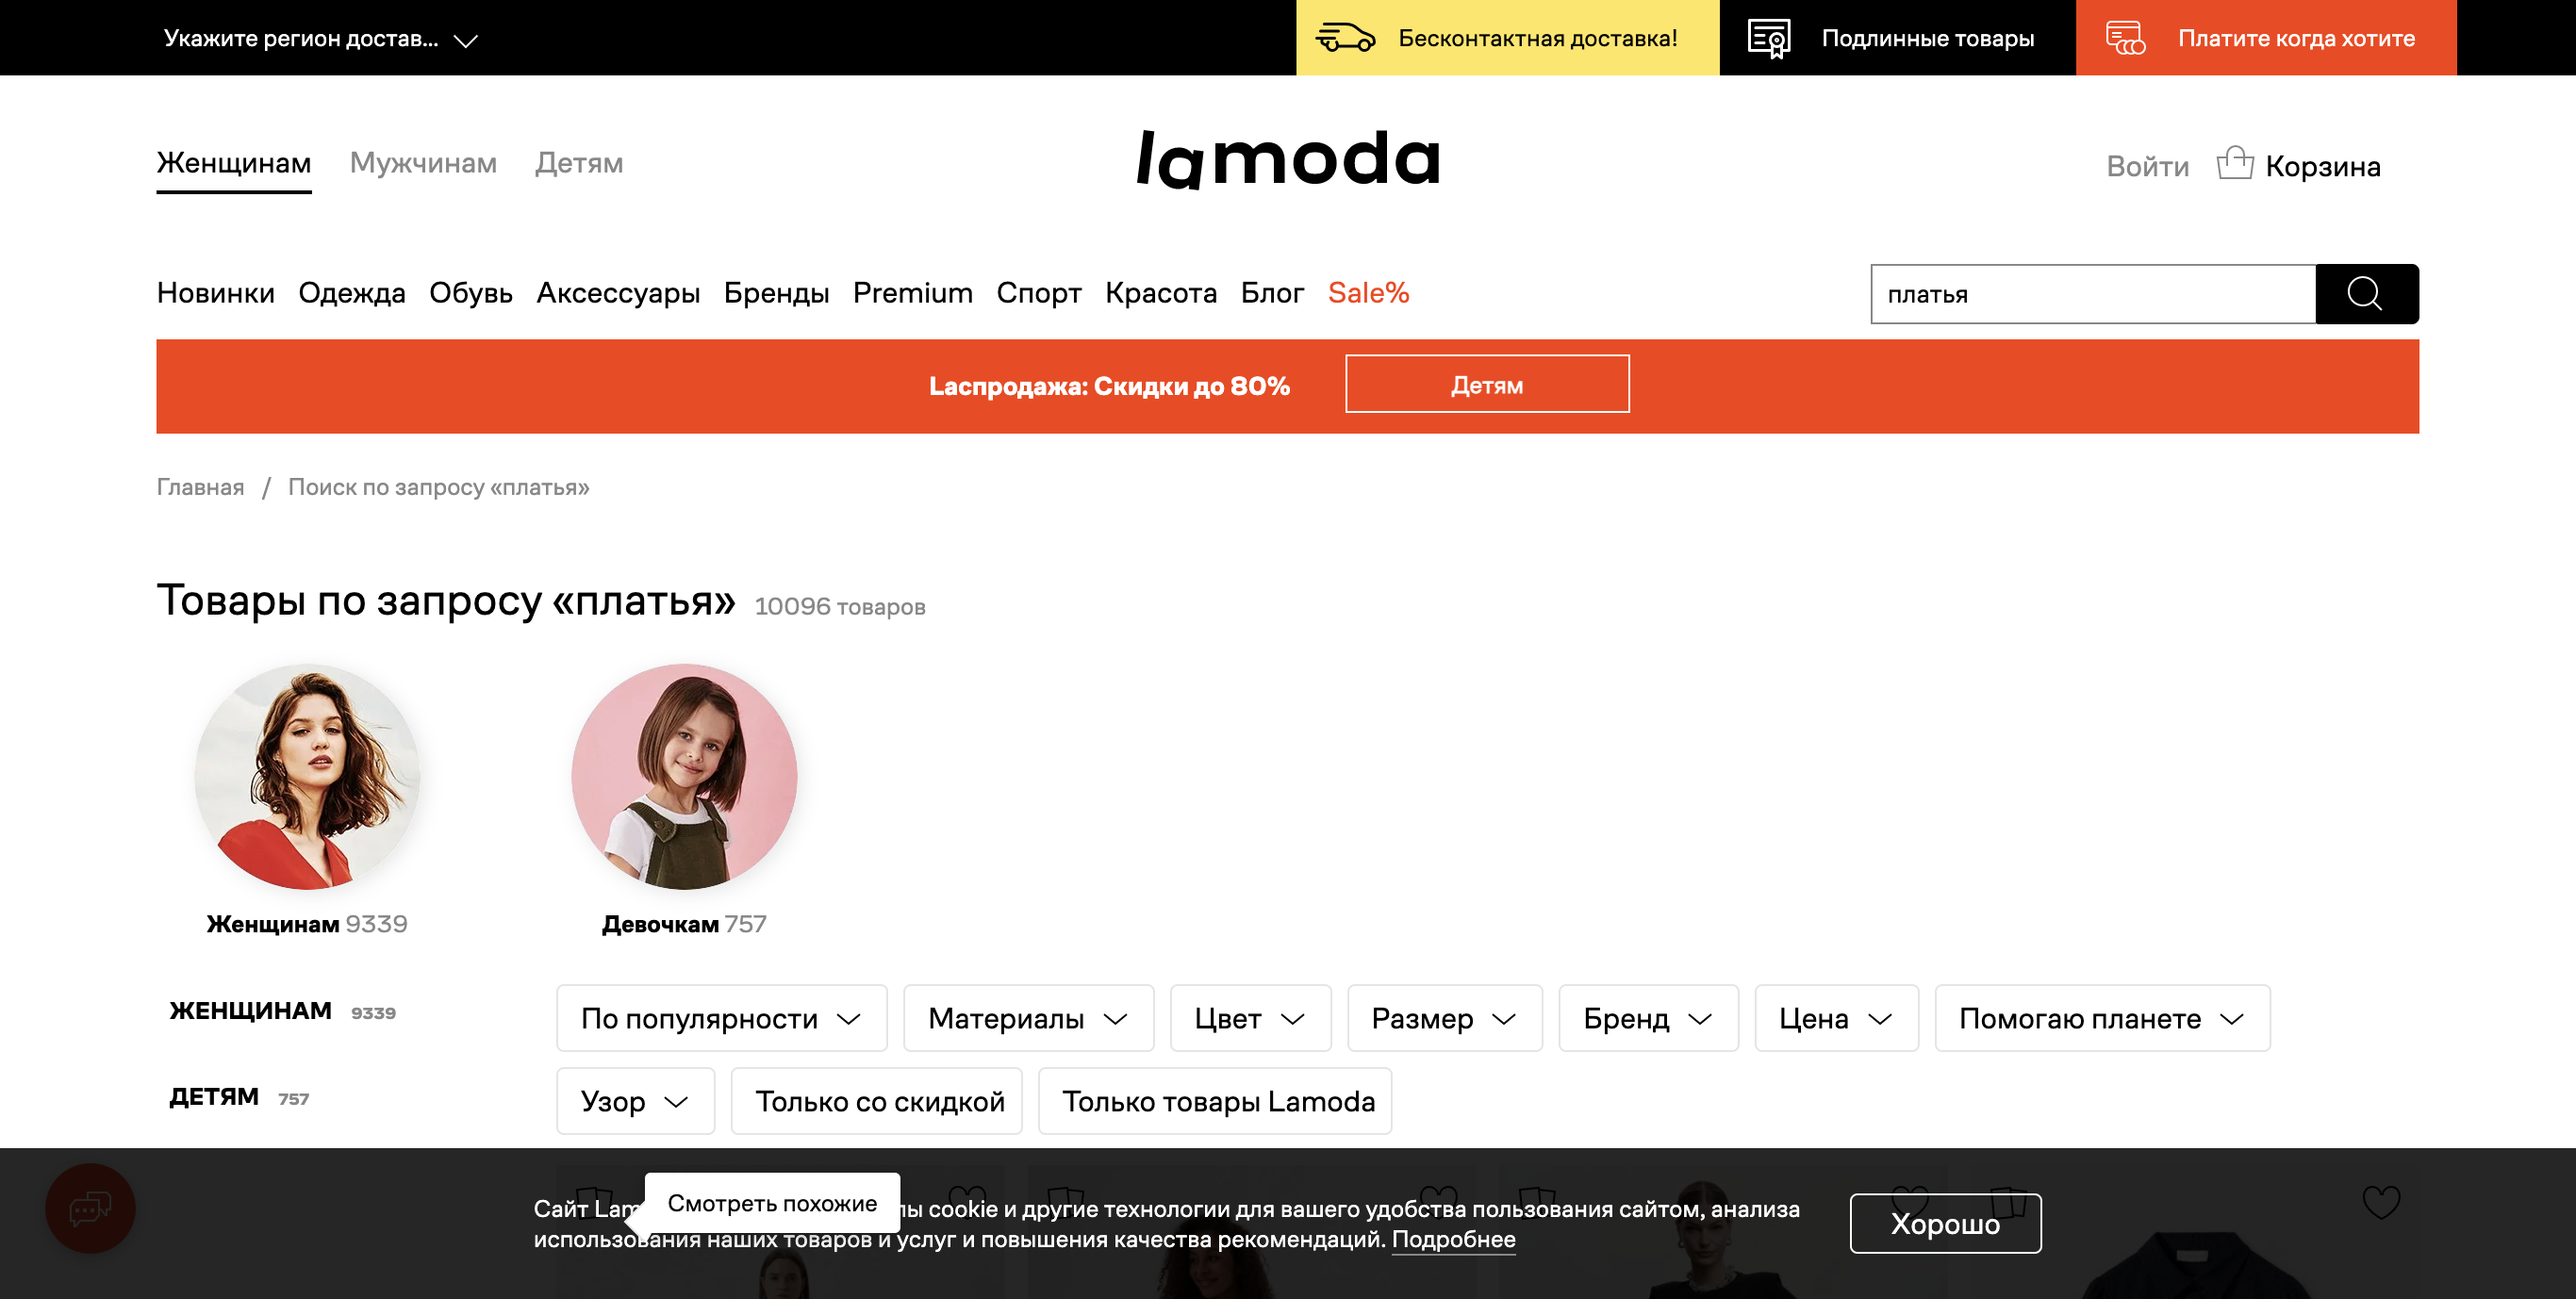 Укажите регион достав...
Бесконтактная доставка!
Подлинные товары
Платите когда хотите
Женщинам Мужчинам Детям
lamoda
Войти Корзина
Новинки Одежда Обувь Аксессуары Бренды Premium Спорт Красота Блог Sale%
платья
Lаспродажа: Скидки до 80%
Детям
Главная / Поиск по запросу «платья»
Товары по запросу «платья» 10096 товаров
Женщинам 9339
Девочкам 757
ЖЕНЩИНАМ 9339
ДЕТЯМ 757
По популярности Материалы Цвет Размер Бренд Цена Помогаю планете
Узор Только со скидкой Только товары Lamoda
Смотреть похожие
Сайт Lam лы cookie и другие технологии для вашего удобства пользования сайтом, анализа
использования наших товаров и услуг и повышения качества рекомендаций. Подробнее
Хорошо